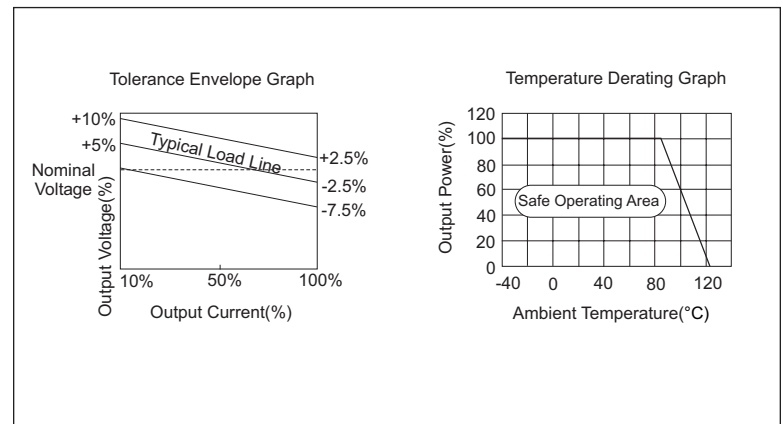 Tolerance Envelope Graph
+10%
+5%
Nominal
Voltage
Output Voltage(%)
Typical Load Line
+2.5%
-2.5%
-7.5%
10%
50%
100%
Output Current(%)
Temperature Derating Graph
Output Power(%)
120
100
80
60
40
20
0
Safe Operating Area
-40
0
40
80
120
Ambient Temperature(°C)